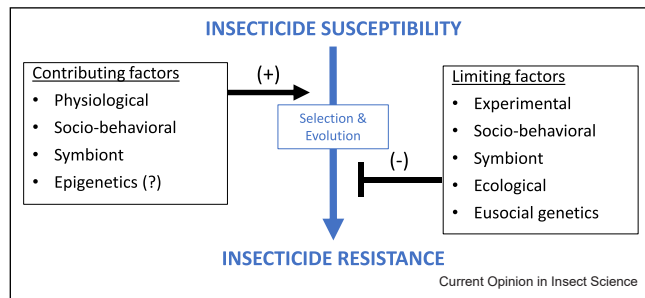 INSECTICIDE SUSCEPTIBILITY
Contributing factors
• Physiological
• Socio-behavioral
• Symbiont
• Epigenetics (?)
(+)
Selection &
Evolution
(-)
Limiting factors
• Experimental
• Socio-behavioral
• Symbiont
• Ecological
• Eusocial genetics
INSECTICIDE RESISTANCE
Current Opinion in Insect Science